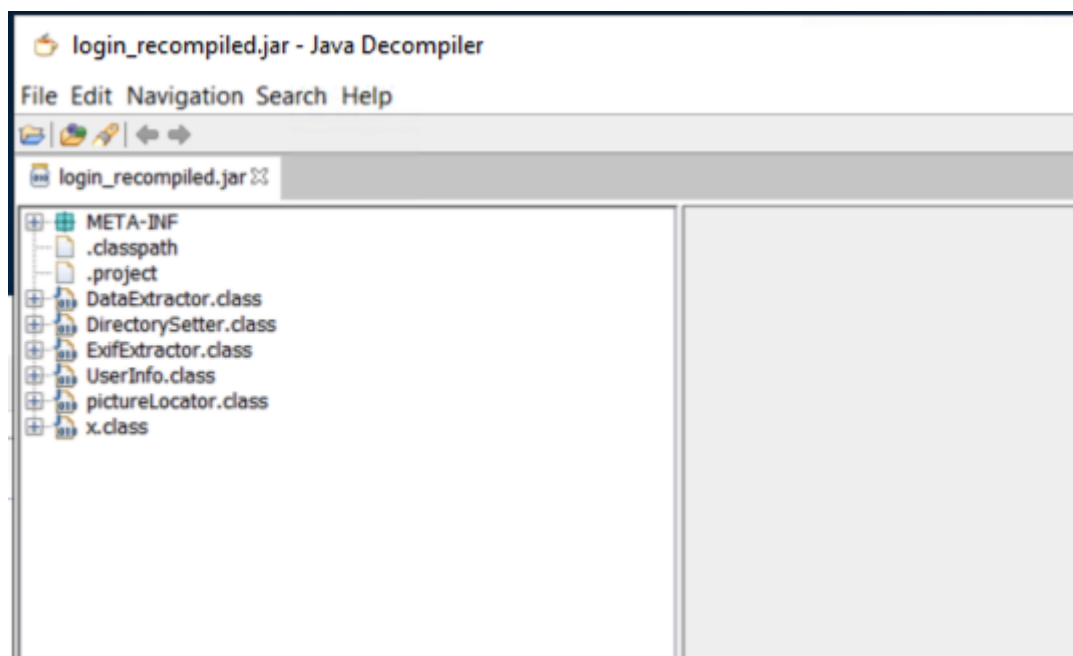 login_recompiled.jar - Java Decompiler
File Edit Navigation Search Help
login_recompiled.jar
META-INF
.classpath
.project
DataExtractor.class
DirectorySetter.class
ExifExtractor.class
UserInfo.class
pictureLocator.class
x.class